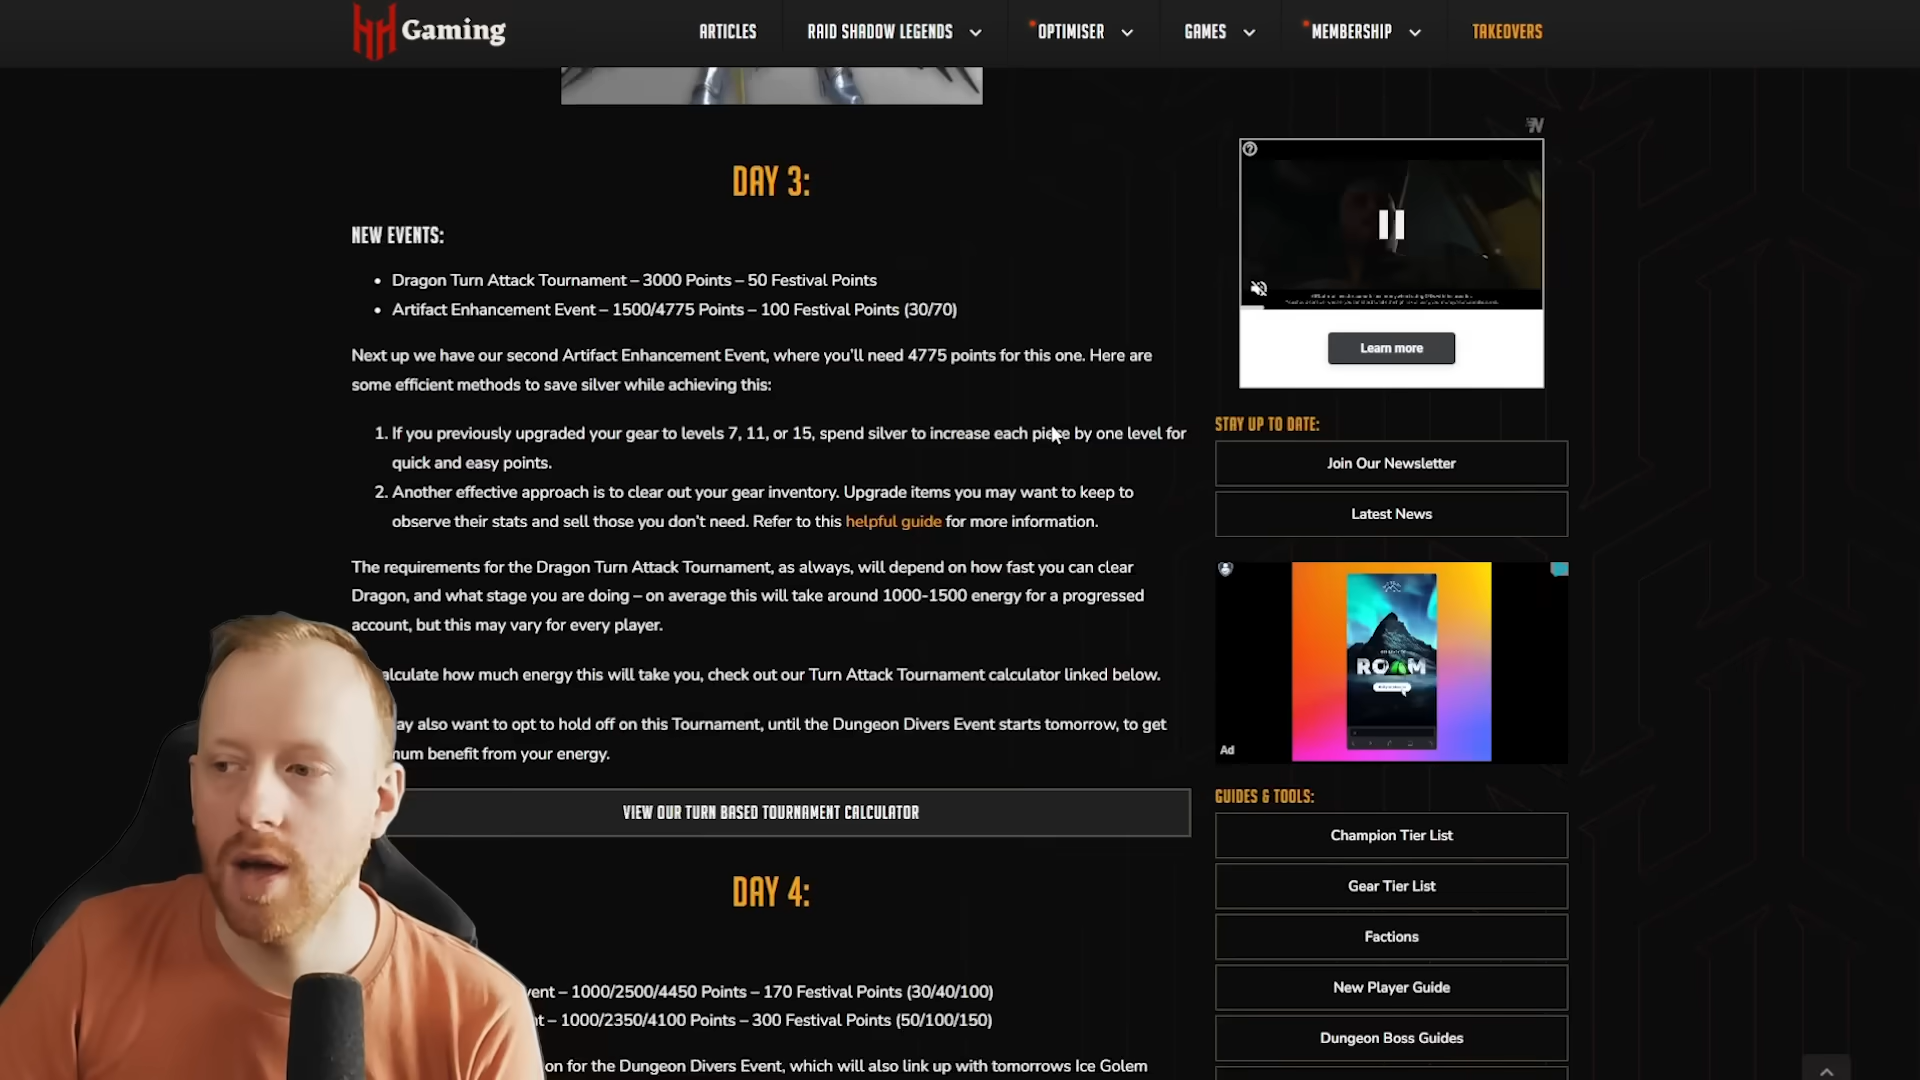 Gaming
ARTICLES
RAID SHADOW LEGENDS
OPTIMISER
GAMES
MEMBERSHIP
TAKEOVERS
DAY 3:
NEW EVENTS:
• Dragon Turn Attack Tournament – 3000 Points – 50 Festival Points
• Artifact Enhancement Event – 1500/4775 Points – 100 Festival Points (30/70)
Next up we have our second Artifact Enhancement Event, where you'll need 4775 points for this one. Here are
some efficient methods to save silver while achieving this:
1. If you previously upgraded your gear to levels 7, 11, or 15, spend silver to increase each piece by one level for
quick and easy points.
2. Another effective approach is to clear out your gear inventory. Upgrade items you may want to keep to
observe their stats and sell those you don't need. Refer to this helpful guide for more information.
The requirements for the Dragon Turn Attack Tournament, as always, will depend on how fast you can clear
Dragon, and what stage you are doing – on average this will take around 1000-1500 energy for a progressed
account, but this may vary for every player.
alculate how much energy this will take you, check out our Turn Attack Tournament calculator linked below.
ay also want to opt to hold off on this Tournament, until the Dungeon Divers Event starts tomorrow, to get
num benefit from your energy.
VIEW OUR TURN BASED TOURNAMENT CALCULATOR
DAY 4:
vent – 1000/2500/4450 Points – 170 Festival Points (30/40/100)
t – 1000/2350/4100 Points – 300 Festival Points (50/100/150)
on for the Dungeon Divers Event, which will also link up with tomorrows Ice Golem
Learn more
STAY UP TO DATE:
Join Our Newsletter
Latest News
ROAM
Ad
GUIDES & TOOLS:
Champion Tier List
Gear Tier List
Factions
New Player Guide
Dungeon Boss Guides